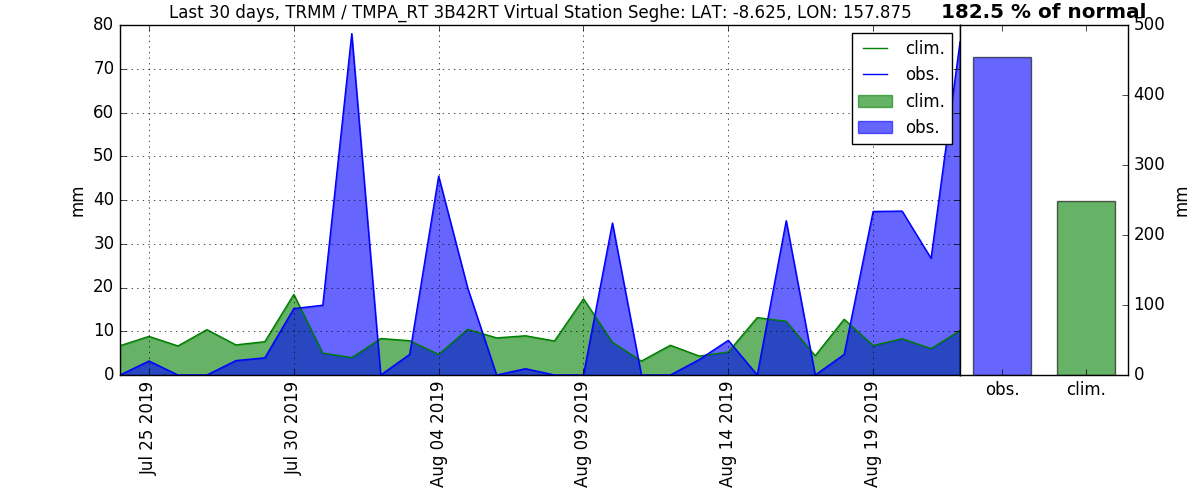 Last 30 days, TRMM / TMPA_RT 3B42RT Virtual Station Seghe: LAT: -8.625, LON: 157.875
182.5 % of normal
80
70
60
50
40
30
20
10
0
mm
clim.
obs.
clim.
obs.
Jul 25 2019
Jul 30 2019
Aug 04 2019
Aug 09 2019
Aug 14 2019
Aug 19 2019
500
400
300
200
100
0
mm
obs.
clim.